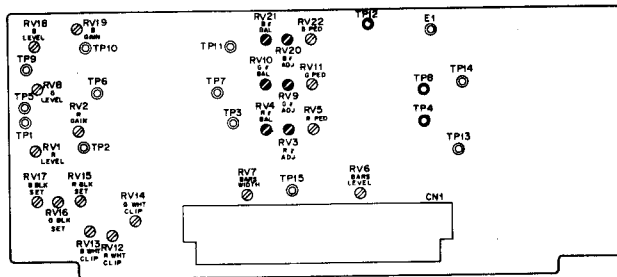 RV18
B
LEVEL
RV19
B
GAIN
TP10
TP9
RV8
G
LEVEL
TP6
TP5
TP1
RV2
R
GAIN
RV1
R
LEVEL
TP2
RV17
B BLK
SET
RV15
R BLK
SET
RV16
G BLK
SET
RV14
G WHT
CLIP
RV13
B WHT
CLIP
RV12
R WHT
CLIP
RV21
B γ
BAL
RV22
B PED
TP11
RV20
B γ
ADJ
RV10
G γ
BAL
RV11
G PED
TP7
RV9
G γ
ADJ
RV4
R γ
BAL
RV5
R PED
TP3
RV3
R γ
ADJ
RV7
BARS
WIDTH
TP15
RV6
BARS
LEVEL
CN1
TP12
E1
TP8
TP14
TP4
TP13